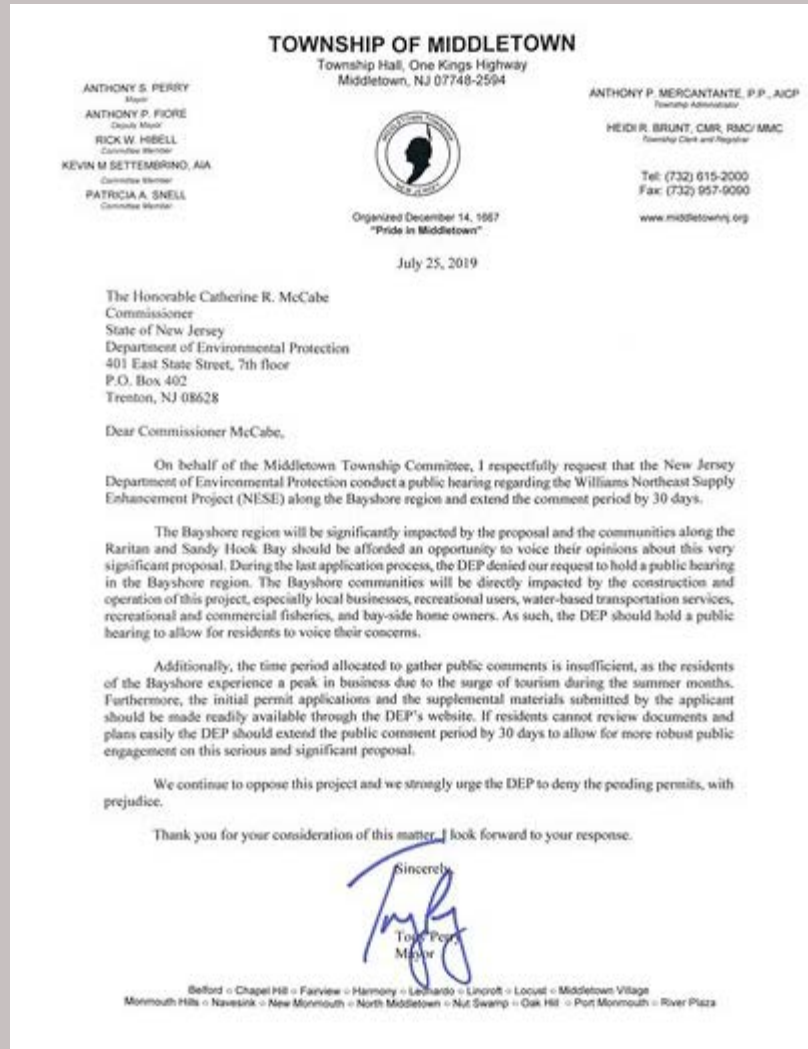 TOWNSHIP OF MIDDLETOWN
Township Hall, One Kings Highway
Middletown, NJ 07748-2594
ANTHONY S. PERRY
Mayor
ANTHONY P. FIORE
Deputy Mayor
RICK W. HIBELL
Committee Member
KEVIN M SETTEMBRINO, AIA
Committee Member
PATRICIA A. SNELL
Committee Member
MIDDLETOWN TOWNSHIP
NEW JERSEY
Organized December 14, 1667
"Pride in Middletown"
ANTHONY P. MERCANTANTE, P.P., AICP
Township Administrator
HEIDI R. BRUNT, CMR, RMC/ MMC
Township Clerk and Registrar
Tel: (732) 615-2000
Fax: (732) 957-9090
www.middletownnj.org
July 25, 2019
The Honorable Catherine R. McCabe
Commissioner
State of New Jersey
Department of Environmental Protection
401 East State Street, 7th floor
P.O. Box 402
Trenton, NJ 08628
Dear Commissioner McCabe,
On behalf of the Middletown Township Committee, I respectfully request that the New Jersey
Department of Environmental Protection conduct a public hearing regarding the Williams Northeast Supply
Enhancement Project (NESE) along the Bayshore region and extend the comment period by 30 days.
The Bayshore region will be significantly impacted by the proposal and the communities along the
Raritan and Sandy Hook Bay should be afforded an opportunity to voice their opinions about this very
significant proposal. During the last application process, the DEP denied our request to hold a public hearing
in the Bayshore region. The Bayshore communities will be directly impacted by the construction and
operation of this project, especially local businesses, recreational users, water-based transportation services,
recreational and commercial fisheries, and bay-side home owners. As such, the DEP should hold a public
hearing to allow for residents to voice their concerns.
Additionally, the time period allocated to gather public comments is insufficient, as the residents
of the Bayshore experience a peak in business due to the surge of tourism during the summer months.
Furthermore, the initial permit applications and the supplemental materials submitted by the applicant
should be made readily available through the DEP's website. If residents cannot review documents and
plans easily the DEP should extend the public comment period by 30 days to allow for more robust public
engagement on this serious and significant proposal.
We continue to oppose this project and we strongly urge the DEP to deny the pending permits, with
prejudice.
Thank you for your consideration of this matter. I look forward to your response.
Sincerely,
Tony Perry
Mayor
Belford ○ Chapel Hill ○ Fairview ○ Harmony ○ Leonardo ○ Lincroft ○ Locust ○ Middletown Village
Monmouth Hills ○ Navesink ○ New Monmouth ○ North Middletown ○ Nut Swamp ○ Oak Hill ○ Port Monmouth ○ River Plaza